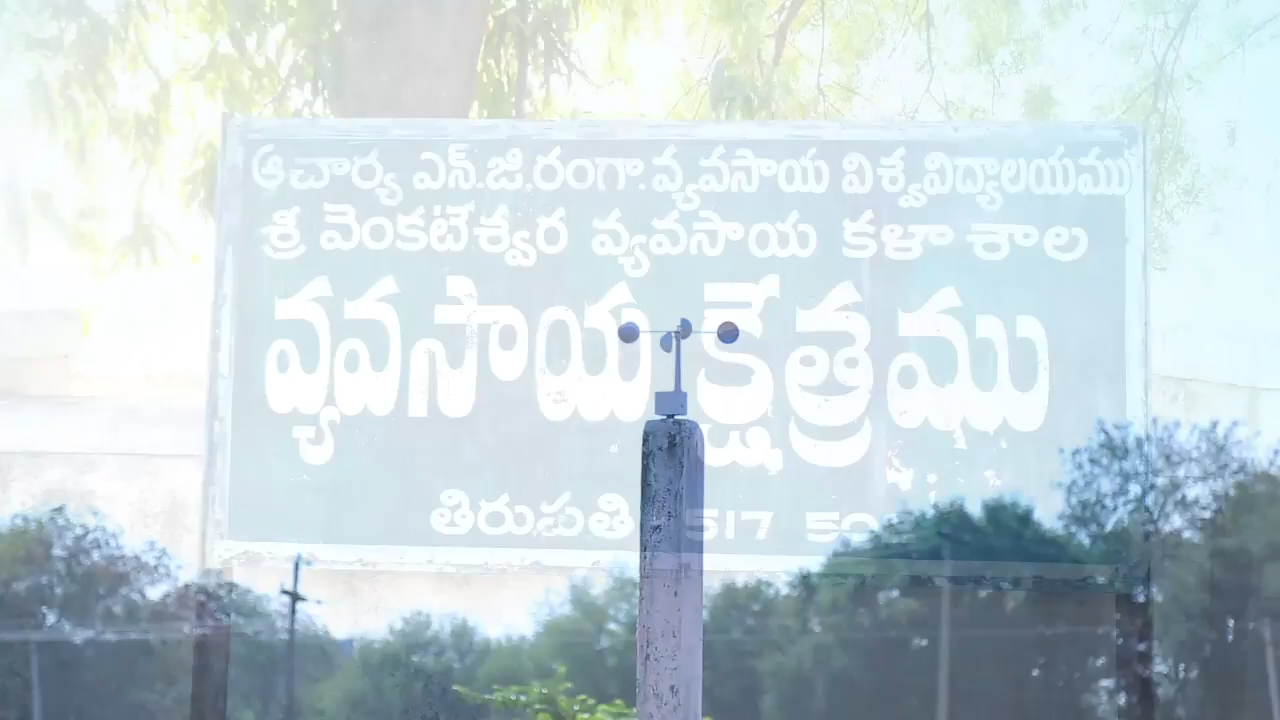 ఆచార్య ఎన్.జి.రంగా.వ్యవసాయ విశ్వవిద్యాలయము
శ్రీ వెంకటేశ్వర వ్యవసాయ కళాశాల
వ్యవసాయ క్షేత్రము
తిరుపతి 517